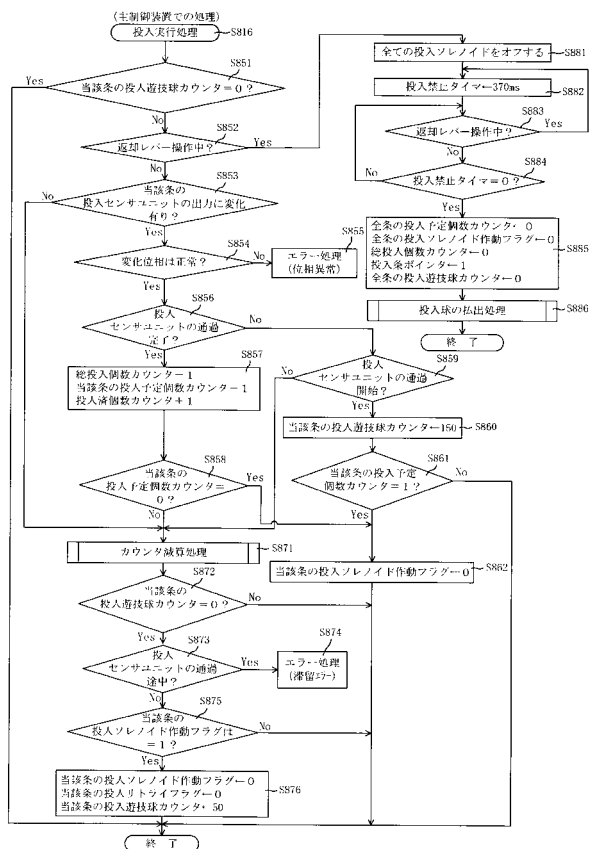 (主制御装置での処理)
投入実行処理
S816
S851
Yes
当該条の投入遊技球カウンタ=0?
No
S852
返却レバー操作中?
Yes
No
S853
当該条の
投入センサユニットの出力に変化
有り?
No
Yes
S854
変化位相は正常?
No
S855
エラー処理
(位相異常)
Yes
S856
投入
センサユニットの通過
完了?
No
Yes
S857
総投入個数カウンター1
当該条の投入予定個数カウンター1
投入済個数カウンタ+1
S858
当該条の
投入予定個数カウンタ=
0?
Yes
No
S859
投入
センサユニットの通過
開始?
No
Yes
当該条の投入遊技球カウンタ←150
S860
S861
当該条の投入予定
個数カウンタ=1?
No
Yes
当該条の投入ソレノイド作動フラグ←0
S862
カウンタ減算処理
S871
S872
当該条の
投入遊技球カウンタ=0?
No
Yes
S873
投入
センサユニットの通過
途中?
Yes
S874
エラー処理
(滞留エラー)
No
S875
当該条の
投入ソレノイド作動フラグは
=1?
No
Yes
当該条の投入ソレノイド作動フラグ←0
当該条の投入リトライフラグ←0
当該条の投入遊技球カウンタ←50
S876
終了
全ての投入ソレノイドをオフする
S881
投入禁止タイマ←370ms
S882
S883
返却レバー操作中?
Yes
No
S884
投入禁止タイマ=0?
No
Yes
全条の投入予定個数カウンタ←0
全条の投入ソレノイド作動フラグ←0
総投入個数カウンタ←0
投入条ポインタ←1
全条の投入遊技球カウンタ←0
S885
投入球の払出処理
S886
終了